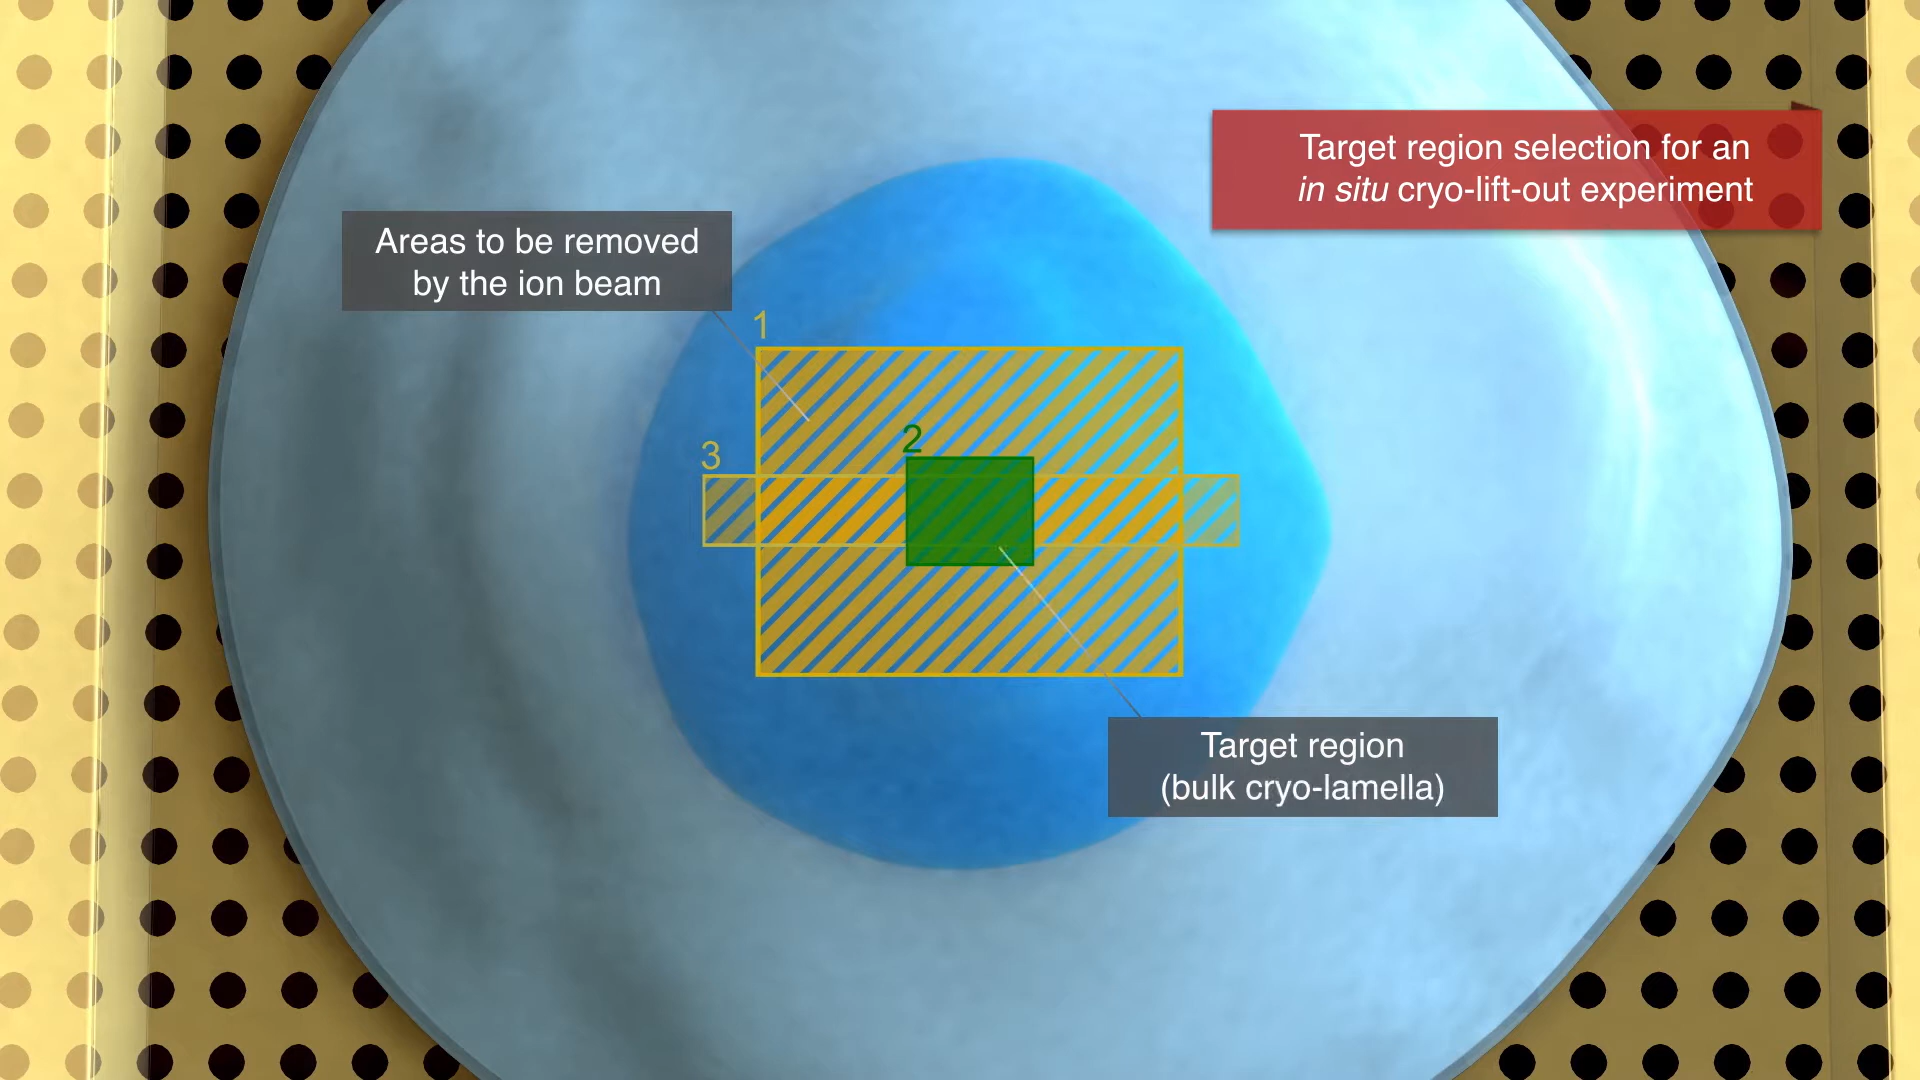 Target region selection for an
in situ cryo-lift-out experiment
Areas to be removed
by the ion beam
1
2
3
Target region
(bulk cryo-lamella)